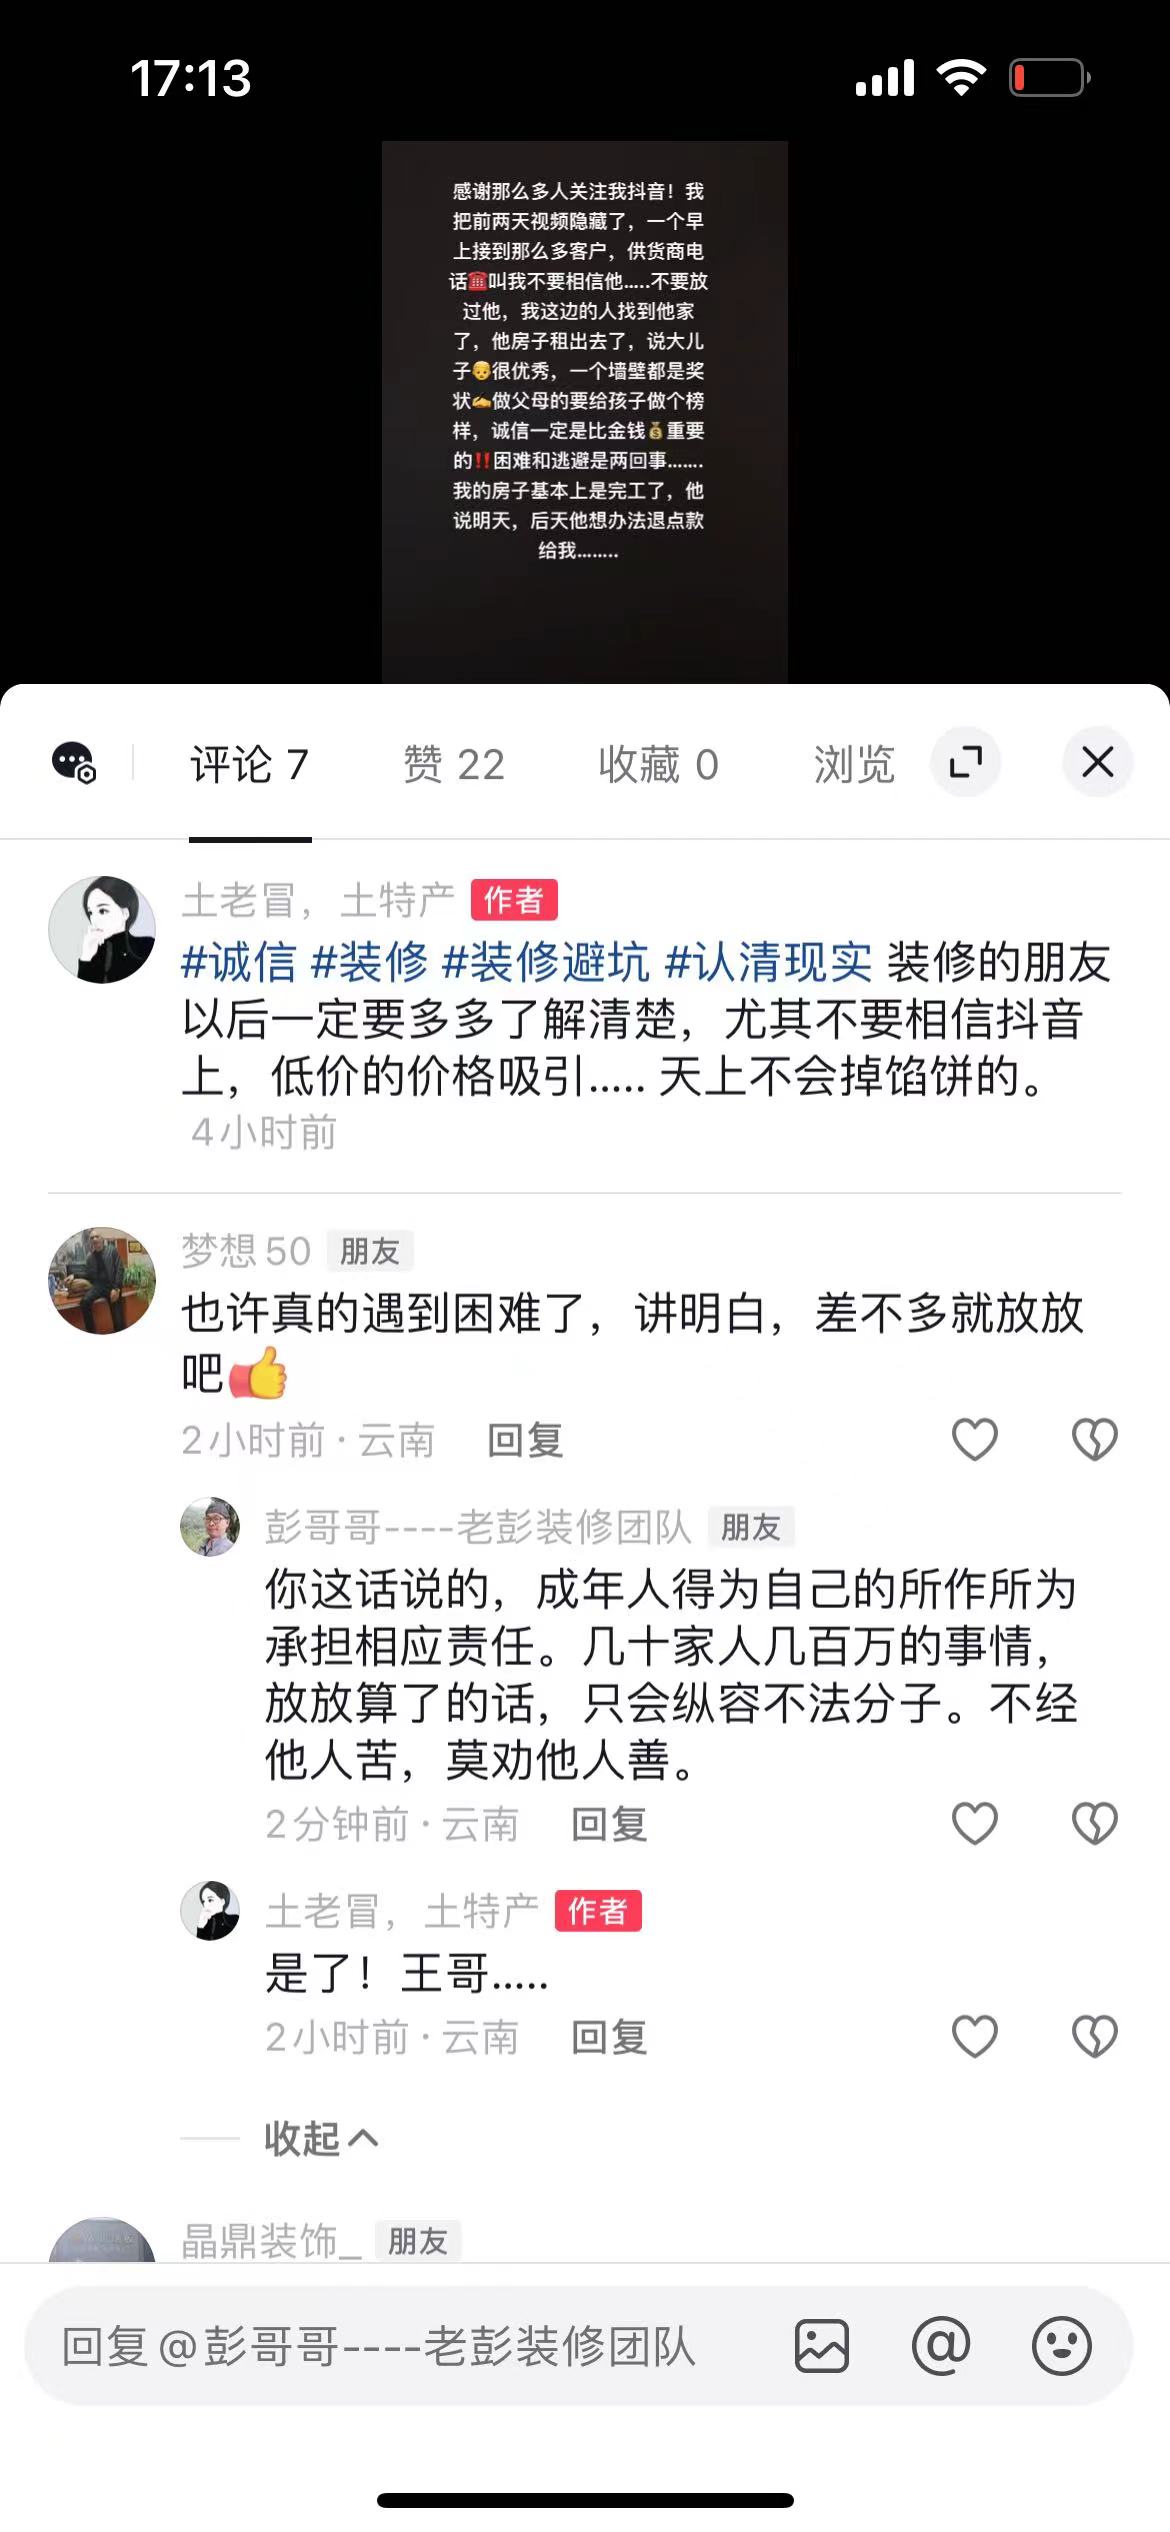 17:13
感谢那么多人关注我抖音！我
把前两天视频隐藏了，一个早
上接到那么多客户，供货商电
话☎️叫我不要相信他.....不要放
过他，我这边的人找到他家
了，他房子租出去了，说大儿
子👴很优秀，一个墙壁都是奖
状✍️做父母的要给孩子做个榜
样，诚信一定是比金钱💰重要
的‼️困难和逃避是两回事.......
我的房子基本上是完工了，他
说明天，后天他想办法退点款
给我........
评论 7 赞 22 收藏 0 浏览
土老冒，土特产 作者
#诚信 #装修 #装修避坑 #认清现实 装修的朋友
以后一定要多多了解清楚，尤其不要相信抖音
上，低价的价格吸引..... 天上不会掉馅饼的。
4小时前
梦想50 朋友
也许真的遇到困难了，讲明白，差不多就放放
吧👍
2小时前 · 云南 回复
彭哥哥----老彭装修团队 朋友
你这话说的，成年人得为自己的所作所为
承担相应责任。几十家人几百万的事情，
放放算了的话，只会纵容不法分子。不经
他人苦，莫劝他人善。
2分钟前 · 云南 回复
土老冒，土特产 作者
是了！王哥.....
2小时前 · 云南 回复
收起
晶鼎装饰_ 朋友
回复 @彭哥哥----老彭装修团队